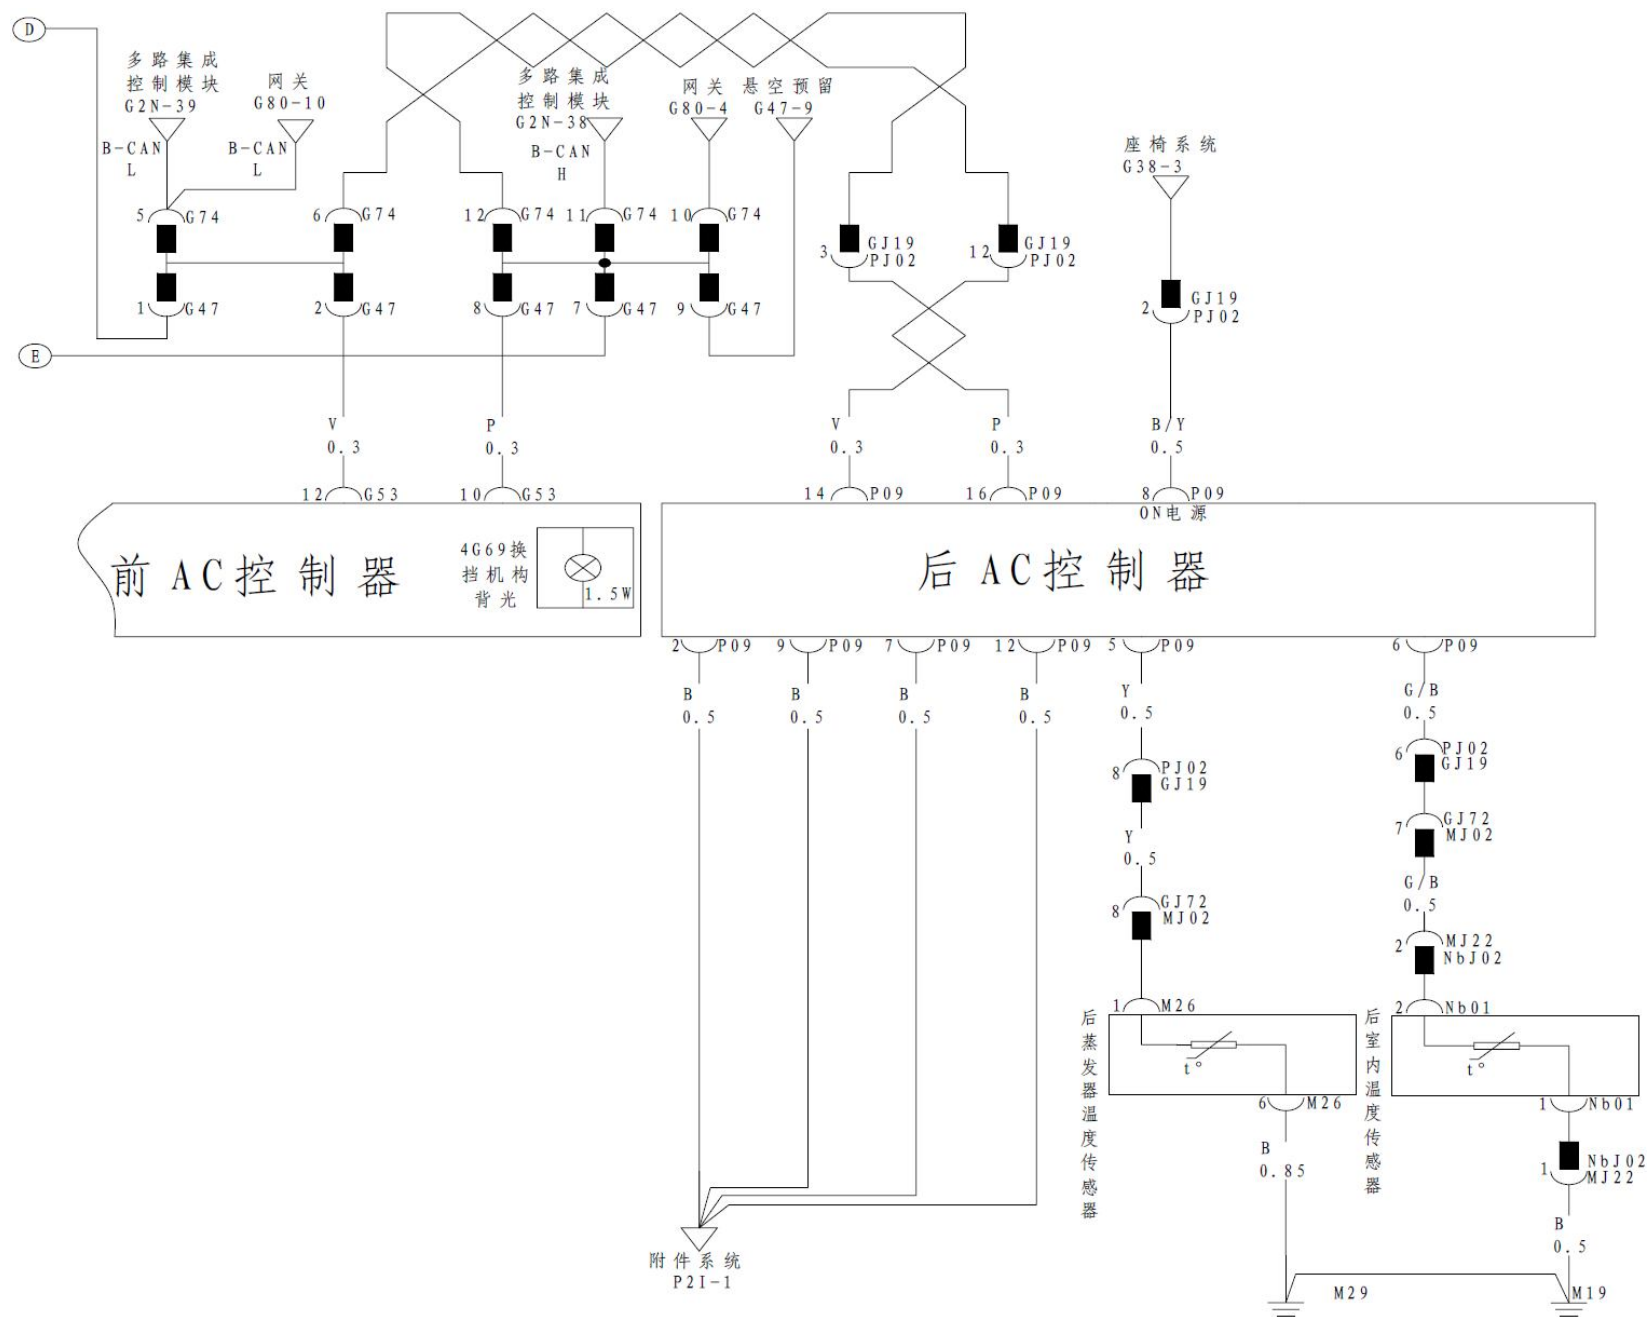 D
多路集成
控制模块
G2N-39
网关
G80-10
多路集成
控制模块
G2N-38
网关
G80-4
悬空预留
G47-9
B-CAN
L
B-CAN
L
B-CAN
H
座椅系统
G38-3
5 G74
6 G74
12 G74
11 G74
10 G74
3 GJ19
PJ02
12 GJ19
PJ02
1 G47
2 G47
8 G47
7 G47
9 G47
2 GJ19
PJ02
E
V
0.3
P
0.3
V
0.3
P
0.3
B/Y
0.5
12 G53
10 G53
14 P09
16 P09
8 P09
ON电源
前AC控制器
4G69换
挡机构
背光
1.5W
后AC控制器
2 P09
9 P09
7 P09
12 P09
5 P09
6 P09
B
0.5
B
0.5
B
0.5
B
0.5
Y
0.5
G/B
0.5
8 PJ02
GJ19
6 PJ02
GJ19
Y
0.5
7 GJ72
MJ02
G/B
0.5
8 GJ72
MJ02
2 MJ22
NbJ02
1 M26
2 Nb01
后蒸发器温度传感器
t°
后室内温度传感器
t°
6 M26
1 Nb01
B
0.85
1 NbJ02
MJ22
B
0.5
附件系统
P2I-1
M29
M19